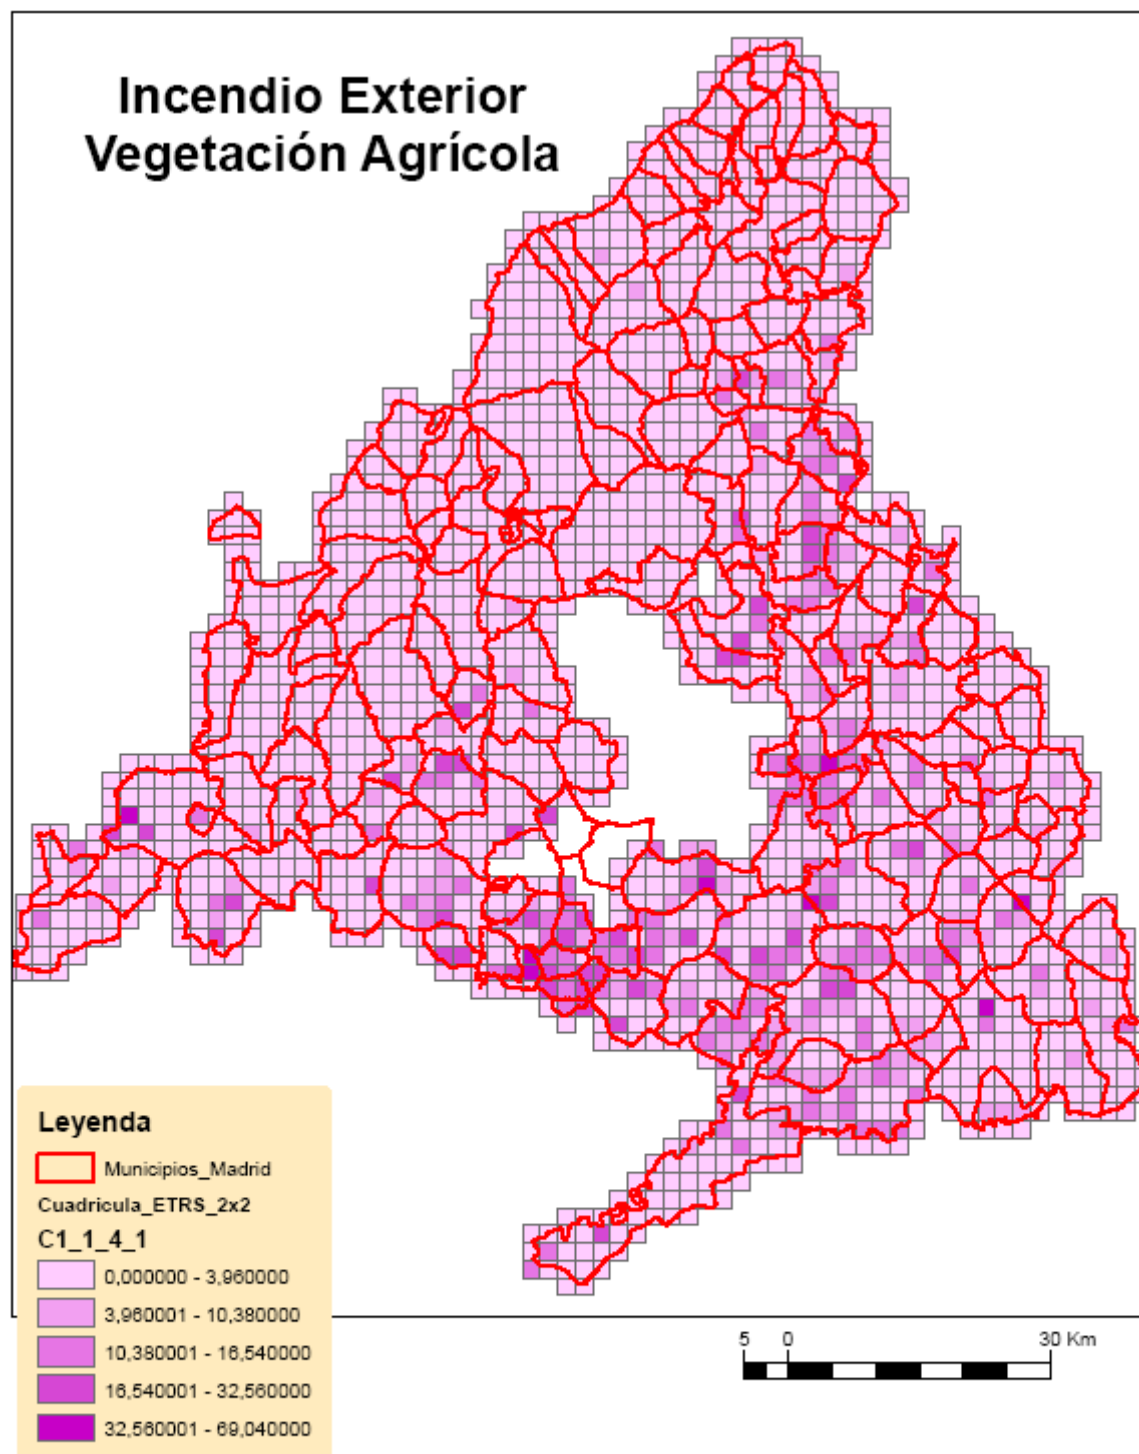 Incendio Exterior
Vegetación Agrícola
Leyenda
Municipios_Madrid
Cuadricula_ETRS_2x2
C1_1_4_1
0,000000 - 3,960000
3,960001 - 10,380000
10,380001 - 16,540000
16,540001 - 32,560000
32,560001 - 69,040000
5 0 30 Km